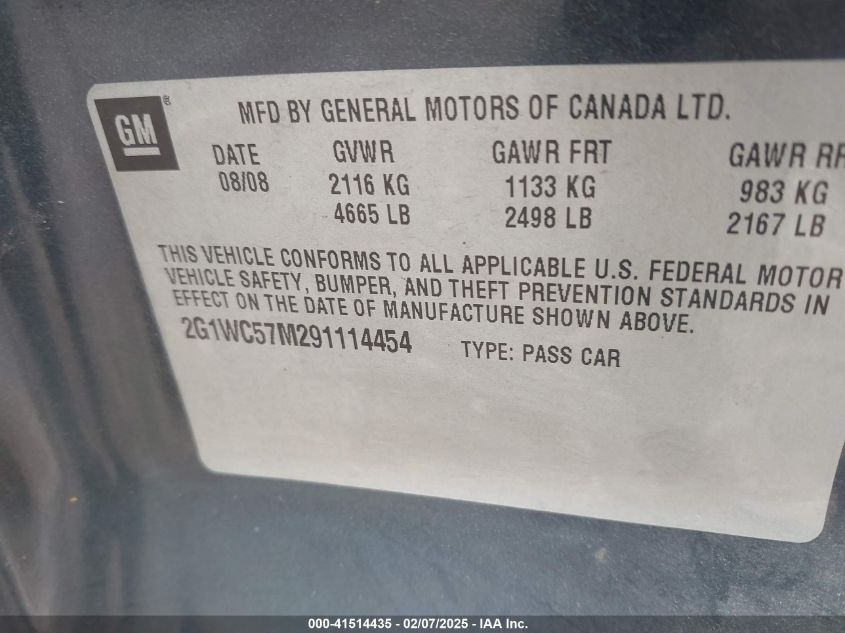 GM ®
MFD BY GENERAL MOTORS OF CANADA LTD.
DATE GVWR GAWR FRT GAWR RR
08/08 2116 KG 1133 KG 983 KG
4665 LB 2498 LB 2167 LB
THIS VEHICLE CONFORMS TO ALL APPLICABLE U.S. FEDERAL MOTOR
VEHICLE SAFETY, BUMPER, AND THEFT PREVENTION STANDARDS IN
EFFECT ON THE DATE OF MANUFACTURE SHOWN ABOVE.
2G1WC57M291114454 TYPE: PASS CAR
000-41514435 - 02/07/2025 - IAA Inc.